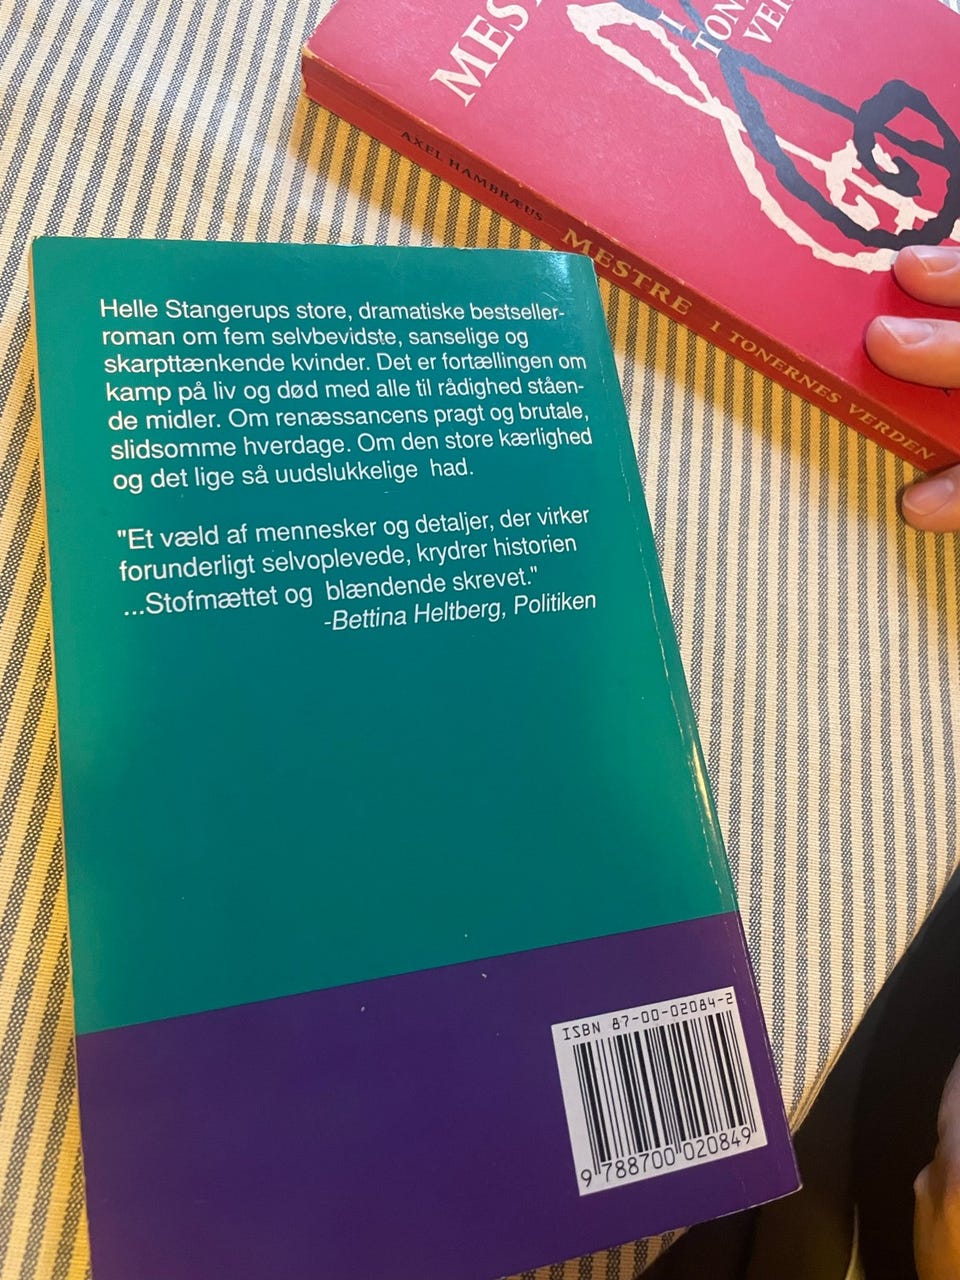 I
AXEL HAMBRÆUS MESTRE I TONERNES VERDEN
Helle Stangerups store, dramatiske bestseller-
roman om fem selvbevidste, sanselige og
skarpttænkende kvinder. Det er fortællingen om
kamp på liv og død med alle til rådighed ståen-
de midler. Om renæssancens pragt og brutale,
slidsomme hverdage. Om den store kærlighed
og det lige så uudslukkelige had.
"Et væld af mennesker og detaljer, der virker
forunderligt selvoplevede, krydrer historien
...Stofmættet og blændende skrevet."
-Bettina Heltberg, Politiken
ISBN 87-00-02084-2
9 788700 020849